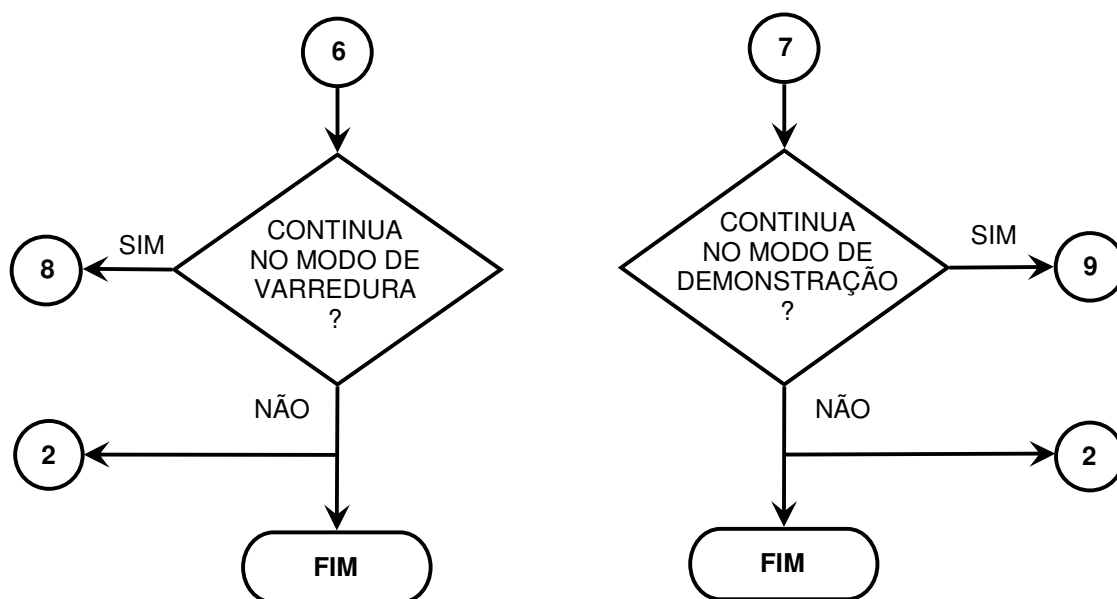 6
CONTINUA
NO MODO DE
VARREDURA
?
SIM
8
NÃO
2
FIM
7
CONTINUA
NO MODO DE
DEMONSTRAÇÃO
?
SIM
9
NÃO
2
FIM